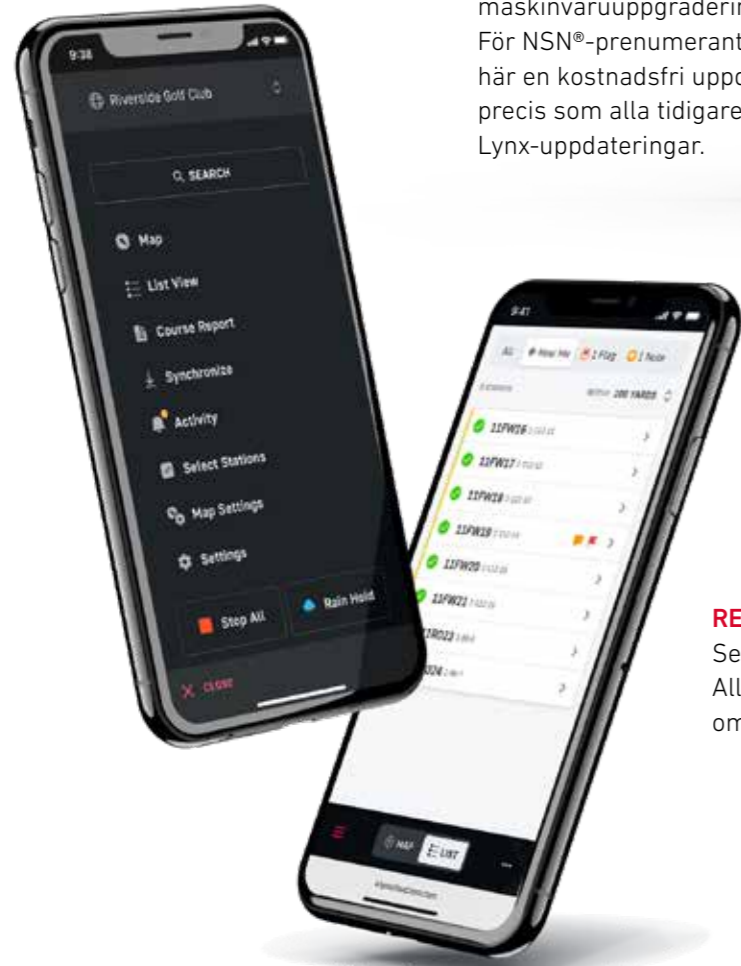 maskinvaruuppgraderin
För NSN®-prenumerant
här en kostnadsfri uppd
precis som alla tidigare
Lynx-uppdateringar.
9:38
Riverside Golf Club
SEARCH
Map
List View
Course Report
Synchronize
Activity
Select Stations
Map Settings
Settings
Stop All
Rain Hold
CLOSE
9:41
ALL Near Me 1 Flag 1 Note
200 YARDS
11FW16
11FW17
11FW18
11FW19
11FW20
11FW21
MAP
LIST
RE
Se
All
om